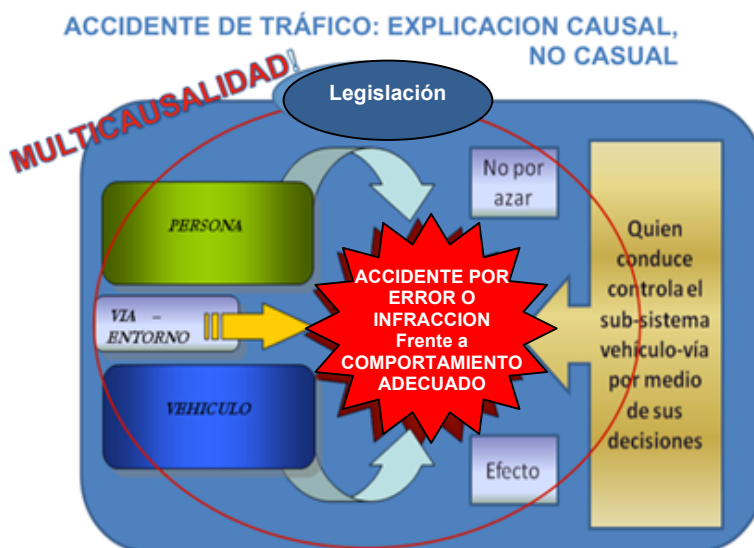 ACCIDENTE DE TRÁFICO: EXPLICACION CAUSAL,
NO CASUAL
MULTICAUSALIDAD!
Legislación
PERSONA
VIA –
ENTORNO
VEHICULO
No por
azar
ACCIDENTE POR
ERROR O
INFRACCION
Frente a
COMPORTAMIENTO
ADECUADO
Efecto
Quien
conduce
controla el
sub-sistema
vehículo-vía
por medio
de sus
decisiones